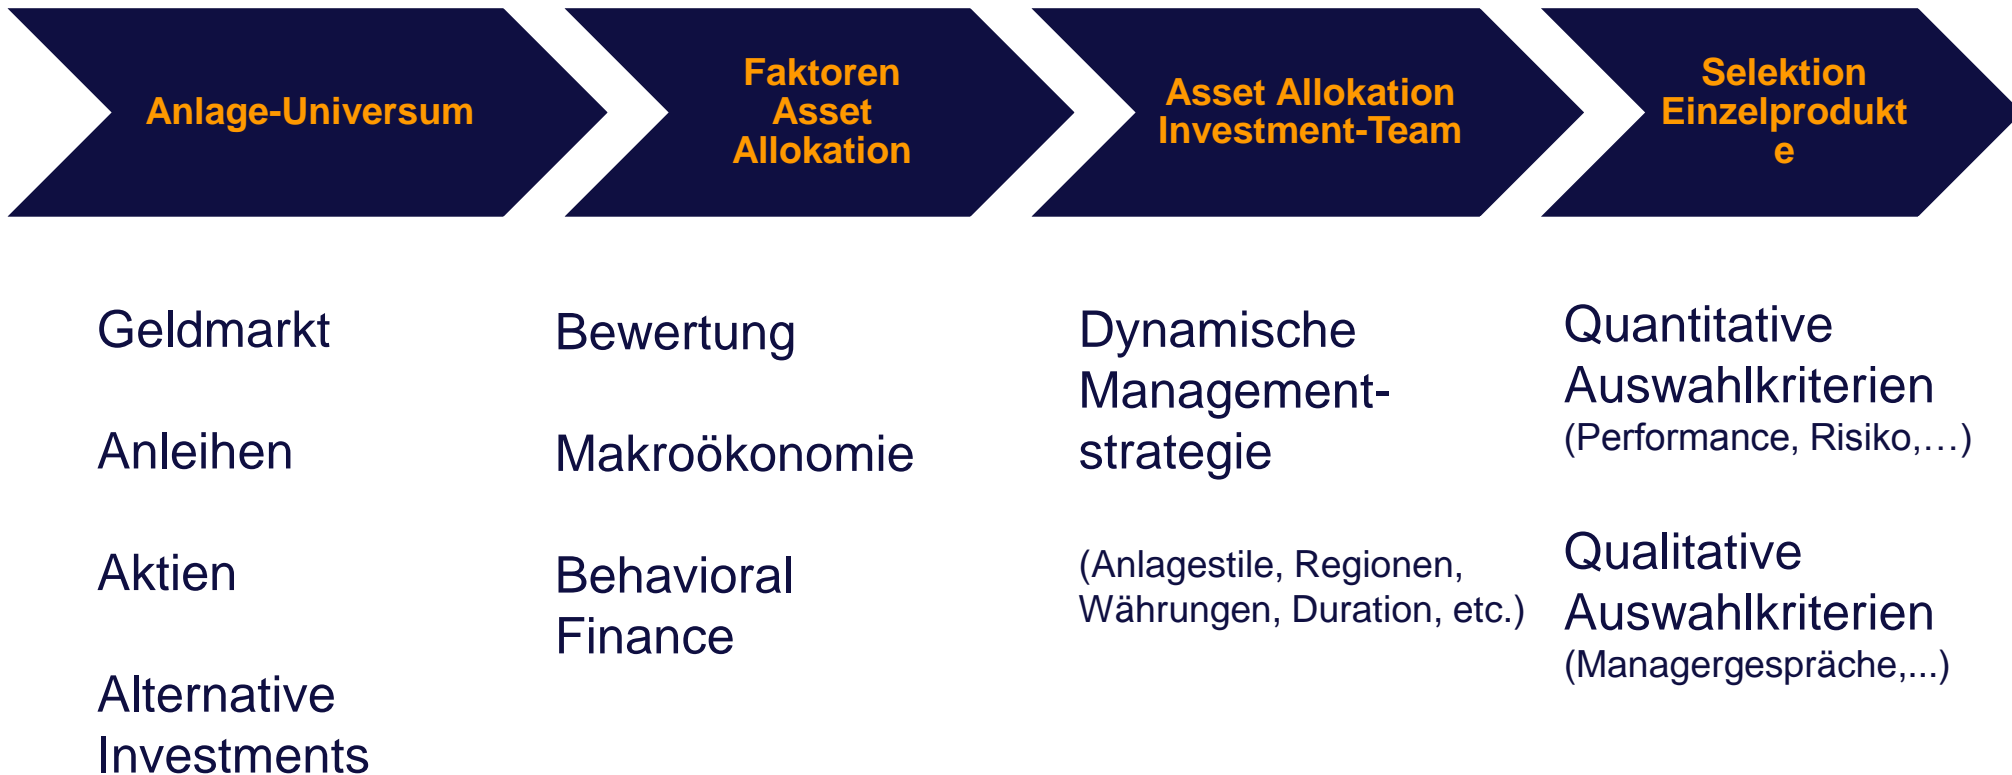 Anlage-Universum
Faktoren
Asset
Allokation
Asset Allokation
Investment-Team
Selektion
Einzelprodukt
e
Geldmarkt
Anleihen
Aktien
Alternative
Investments
Bewertung
Makroökonomie
Behavioral
Finance
Dynamische
Management-
strategie
(Anlagestile, Regionen,
Währungen, Duration, etc.)
Quantitative
Auswahlkriterien
(Performance, Risiko,…)
Qualitative
Auswahlkriterien
(Managergespräche,...)